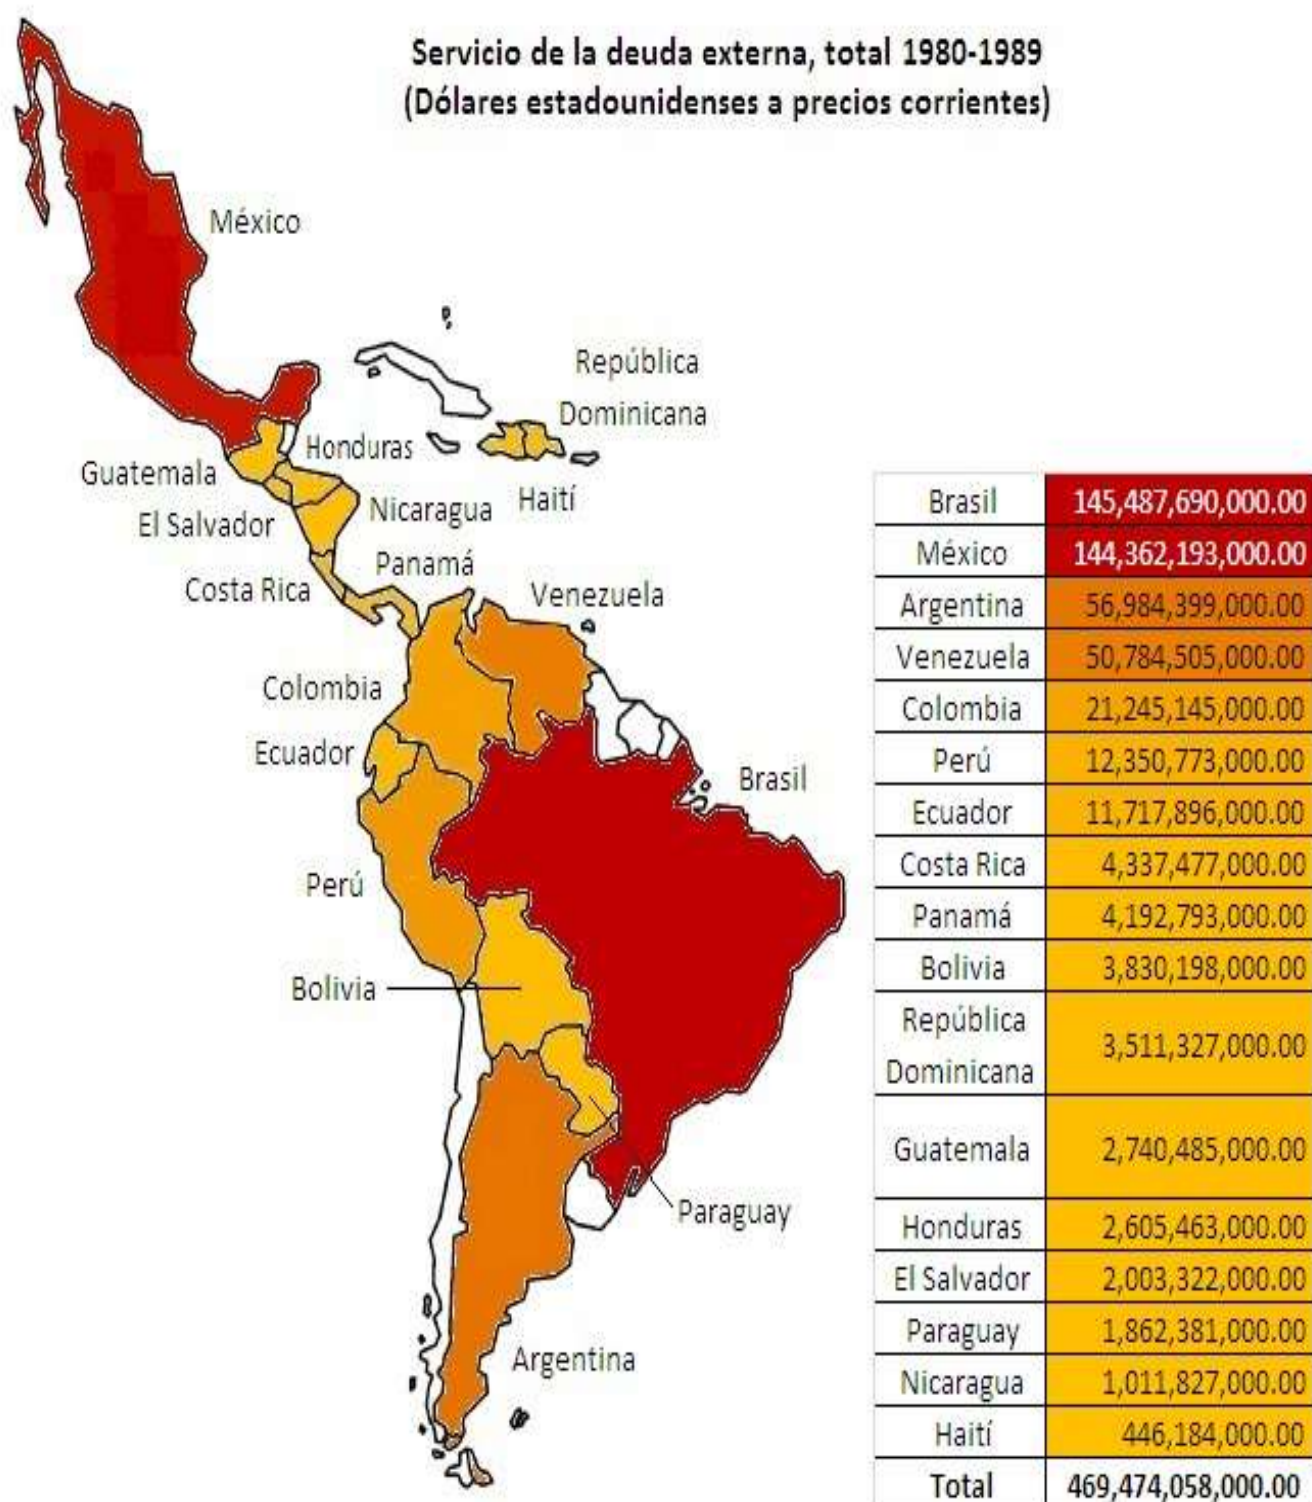 Servicio de la deuda externa, total 1980-1989
(Dólares estadounidenses a precios corrientes)
México
República
Dominicana
Honduras
Guatemala
Haití
Nicaragua
El Salvador
Panamá
Costa Rica
Venezuela
Colombia
Ecuador
Brasil
Perú
Bolivia
Paraguay
Argentina
Brasil 145,487,690,000.00
México 144,362,193,000.00
Argentina 56,984,399,000.00
Venezuela 50,784,505,000.00
Colombia 21,245,145,000.00
Perú 12,350,773,000.00
Ecuador 11,717,896,000.00
Costa Rica 4,337,477,000.00
Panamá 4,192,793,000.00
Bolivia 3,830,198,000.00
República
Dominicana 3,511,327,000.00
Guatemala 2,740,485,000.00
Honduras 2,605,463,000.00
El Salvador 2,003,322,000.00
Paraguay 1,862,381,000.00
Nicaragua 1,011,827,000.00
Haití 446,184,000.00
Total 469,474,058,000.00